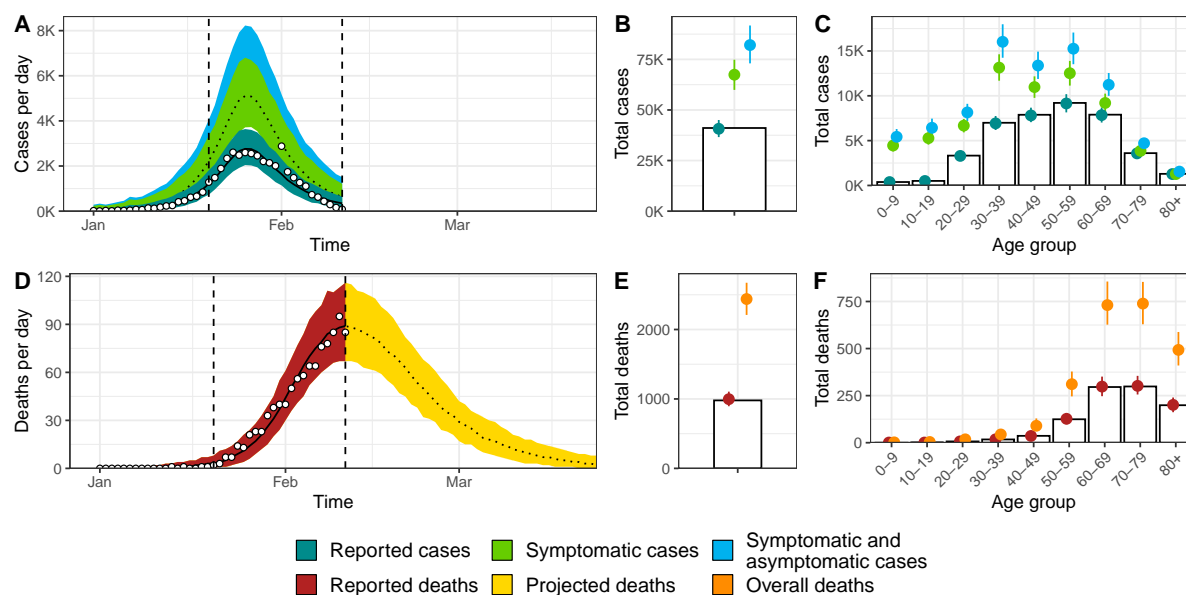 A
Cases per day
8K
6K
4K
2K
0K
Jan
Feb
Mar
Time
B
Total cases
75K
50K
25K
0K
C
Total cases
15K
10K
5K
0K
0−9
10−19
20−29
30−39
40−49
50−59
60−69
70−79
80+
Age group
D
Deaths per day
120
90
60
30
0
Jan
Feb
Mar
Time
E
Total deaths
2000
1000
0
F
Total deaths
750
500
250
0
0−9
10−19
20−29
30−39
40−49
50−59
60−69
70−79
80+
Age group
Reported cases
Symptomatic cases
Symptomatic and
asymptomatic cases
Reported deaths
Projected deaths
Overall deaths